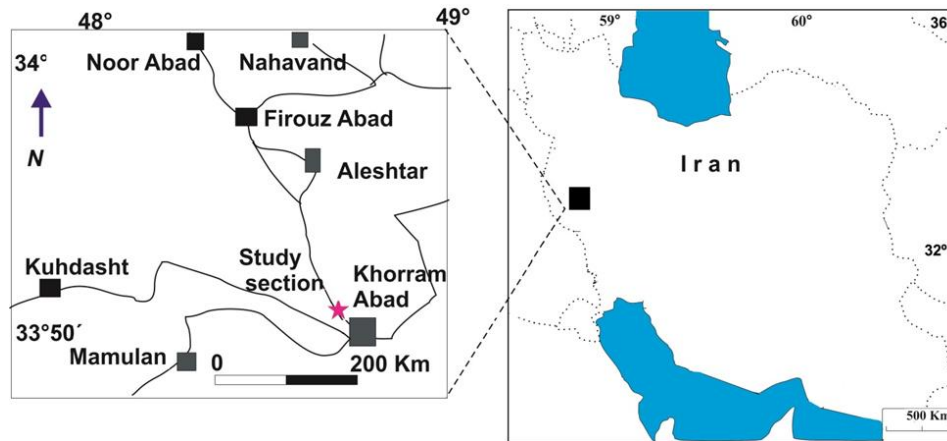 48°
49°
34°
N
Noor Abad
Nahavand
Firouz Abad
Aleshtar
Study
section
Khorram
Abad
Kuhdasht
33°50´
Mamulan
0
200 Km
59°
60°
36°
Iran
32°
500 Km